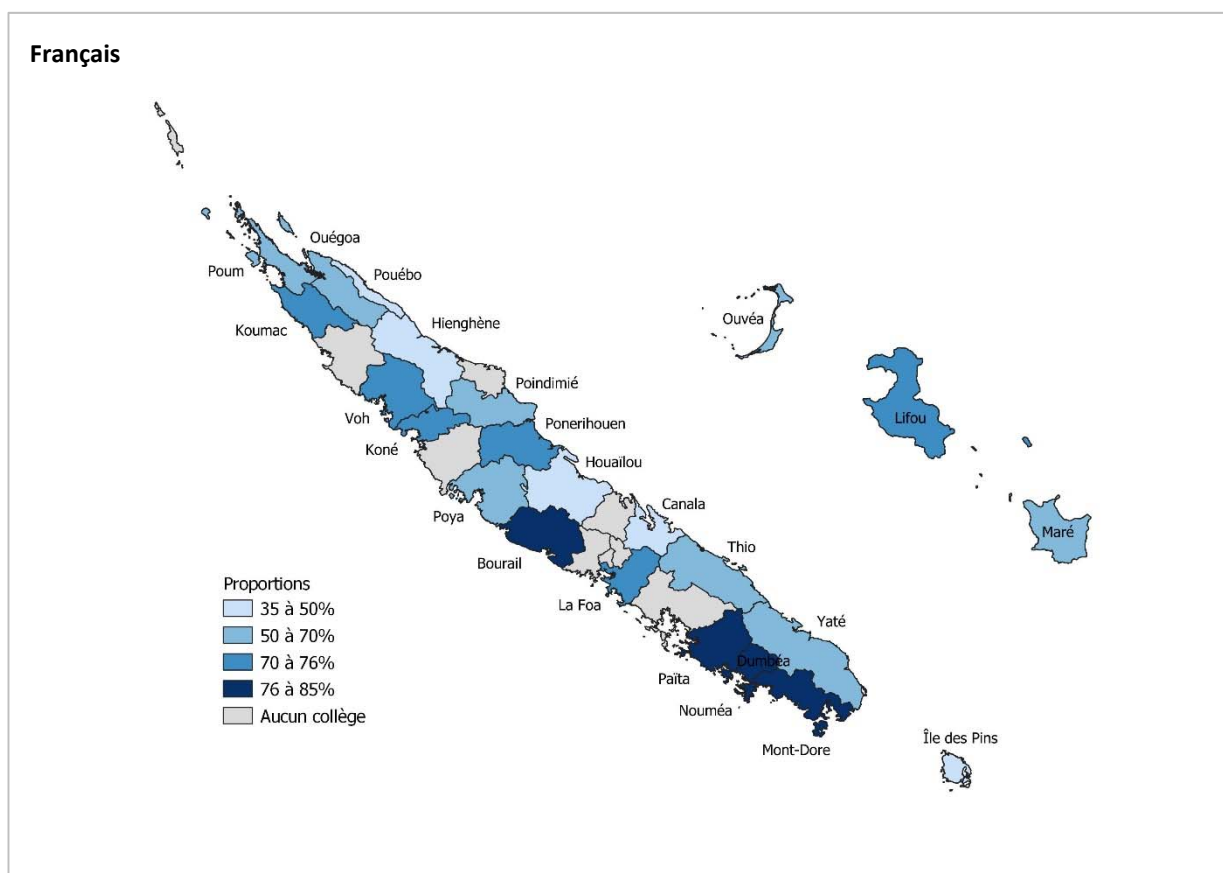 Français
Ouégoa
Poum
Pouébo
Koumac
Hienghène
Ouvéa
Poindimié
Voh
Ponerihouen
Lifou
Koné
Houaïlou
Poya
Canala
Maré
Bourail
Thio
Proportions
35 à 50%
50 à 70%
70 à 76%
76 à 85%
Aucun collège
La Foa
Yaté
Dumbéa
Païta
Nouméa
Mont-Dore
Île des Pins